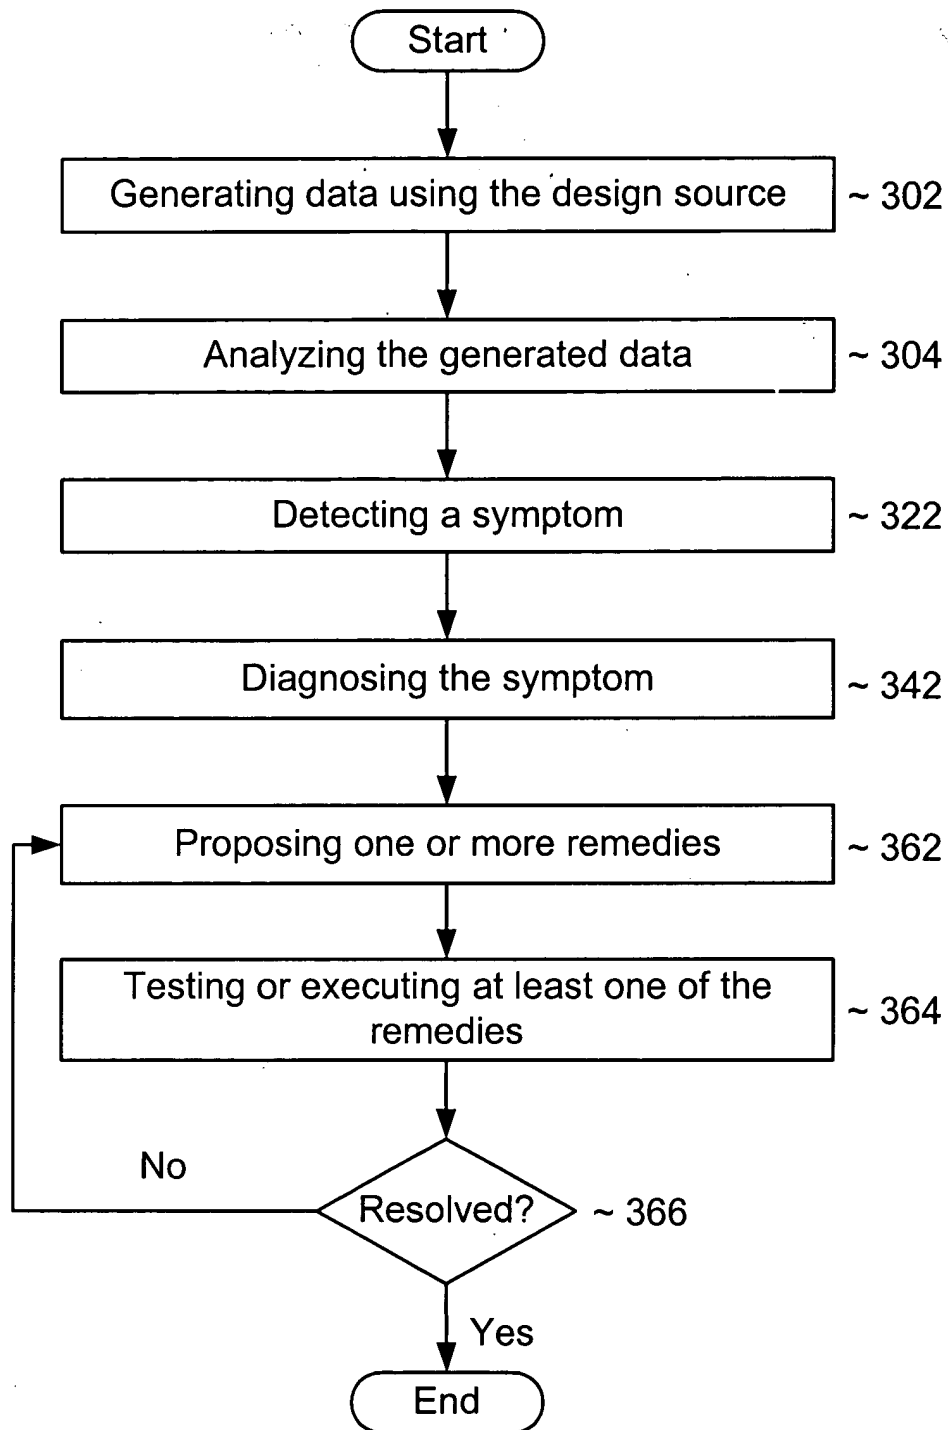 Start
Generating data using the design source
~ 302
Analyzing the generated data
~ 304
Detecting a symptom
~ 322
Diagnosing the symptom
~ 342
Proposing one or more remedies
~ 362
Testing or executing at least one of the
remedies
~ 364
No
Resolved?
~ 366
Yes
End